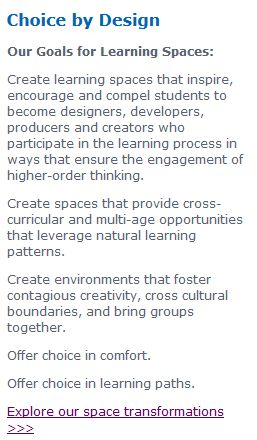 Choice by Design
Our Goals for Learning Spaces:
Create learning spaces that inspire,
encourage and compel students to
become designers, developers,
producers and creators who
participate in the learning process in
ways that ensure the engagement of
higher-order thinking.
Create spaces that provide cross-
curricular and multi-age opportunities
that leverage natural learning
patterns.
Create environments that foster
contagious creativity, cross cultural
boundaries, and bring groups
together.
Offer choice in comfort.
Offer choice in learning paths.
Explore our space transformations
>>>